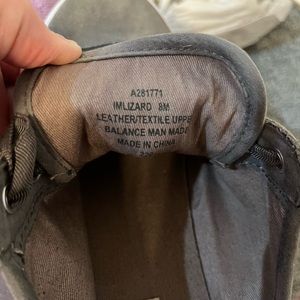 A281771
IMLIZARD 8M
LEATHER/TEXTILE UPPE
BALANCE MAN MADE
MADE IN CHINA